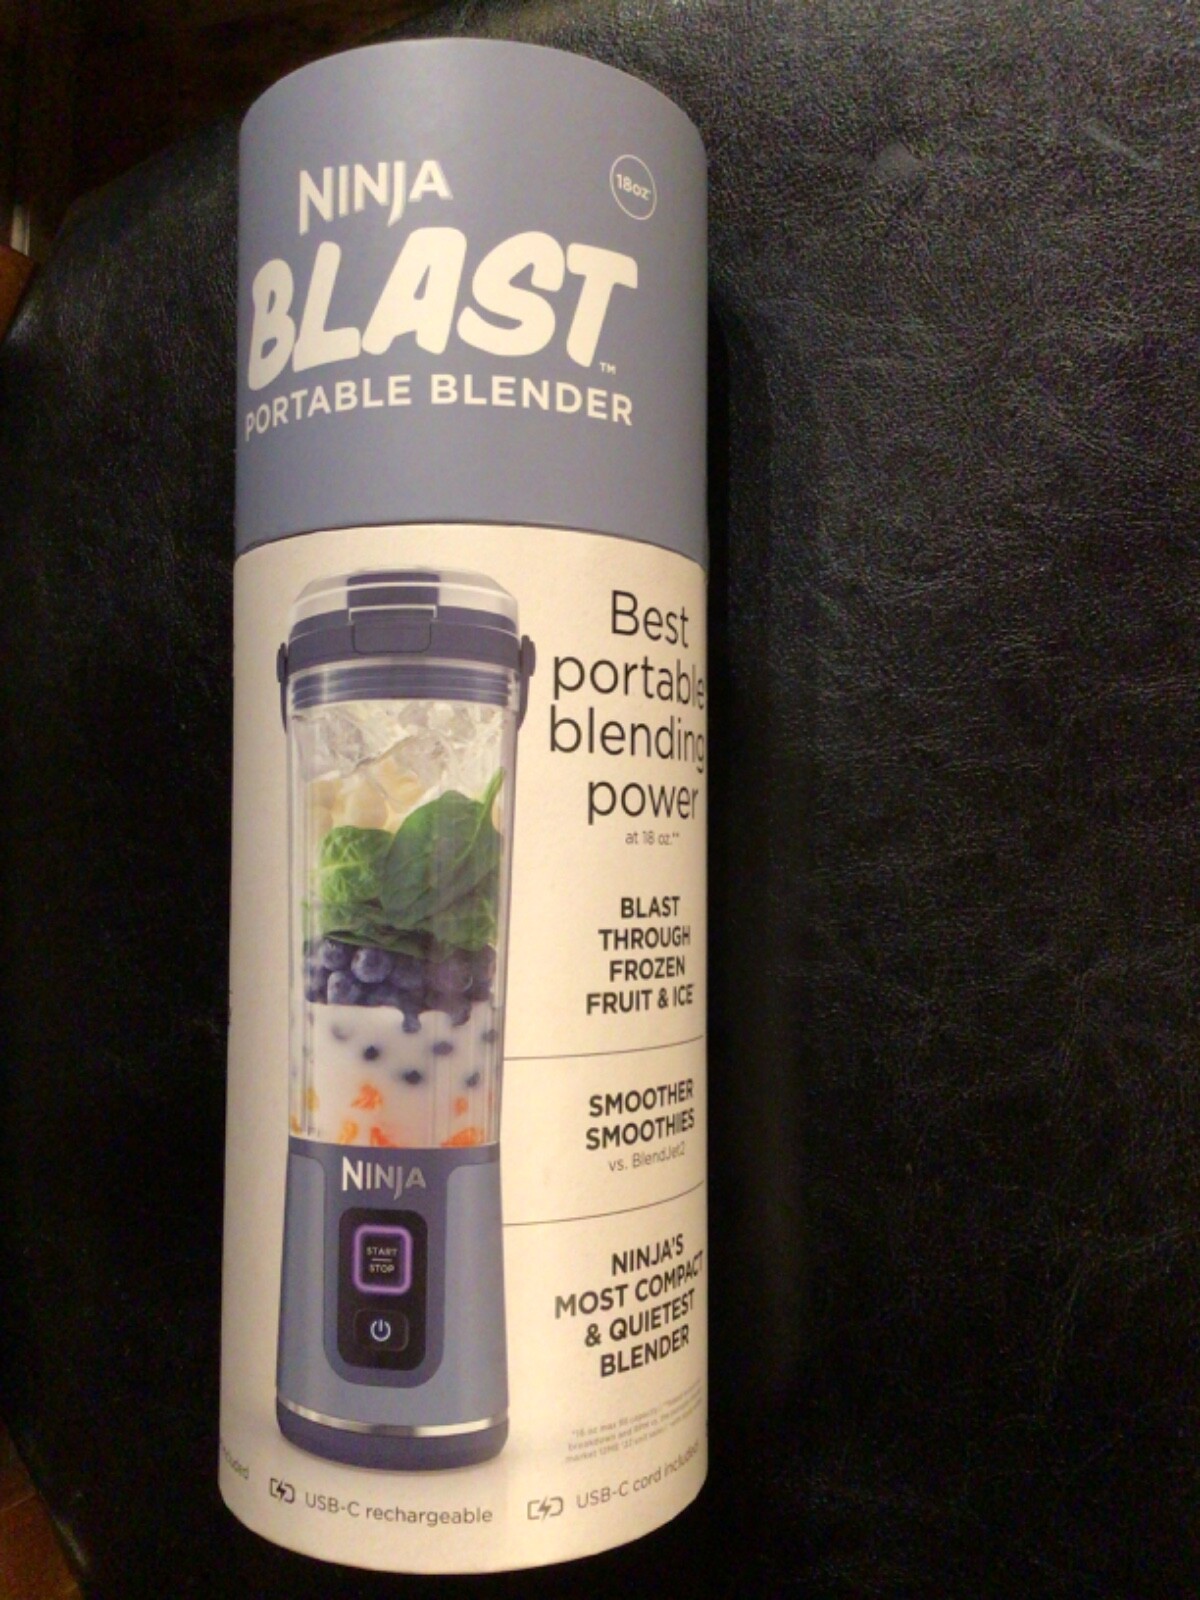 NINJA
18oz*
BLAST™
PORTABLE BLENDER
Best
portable
blending
power
at 18 oz.**
BLAST
THROUGH
FROZEN
FRUIT & ICE
SMOOTHER
SMOOTHIES
vs. BlendJet2
NINJA
START
STOP
NINJA'S
MOST COMPACT
& QUIETEST
BLENDER
USB-C rechargeable
USB-C cord included